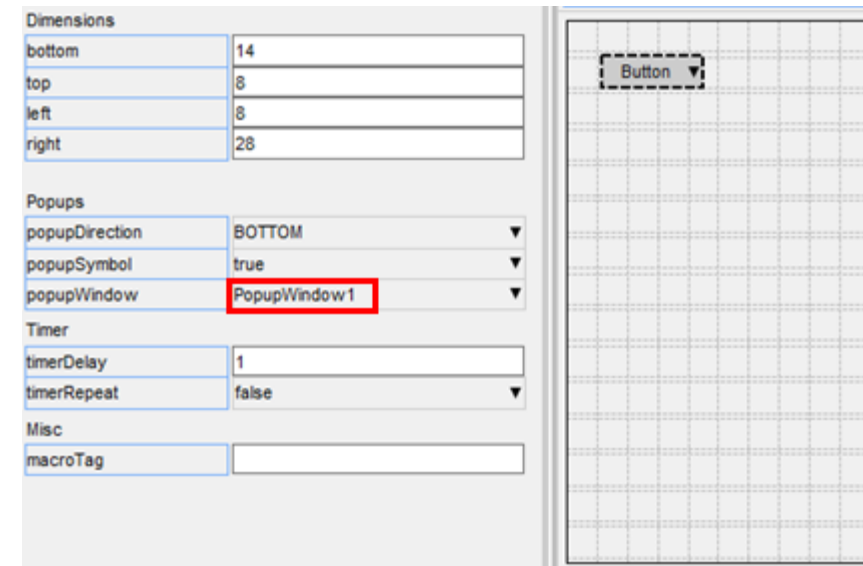 Dimensions
bottom 14
top 8
left 8
right 28
Popups
popupDirection BOTTOM
popupSymbol true
popupWindow PopupWindow1
Timer
timerDelay 1
timerRepeat false
Misc
macroTag
Button